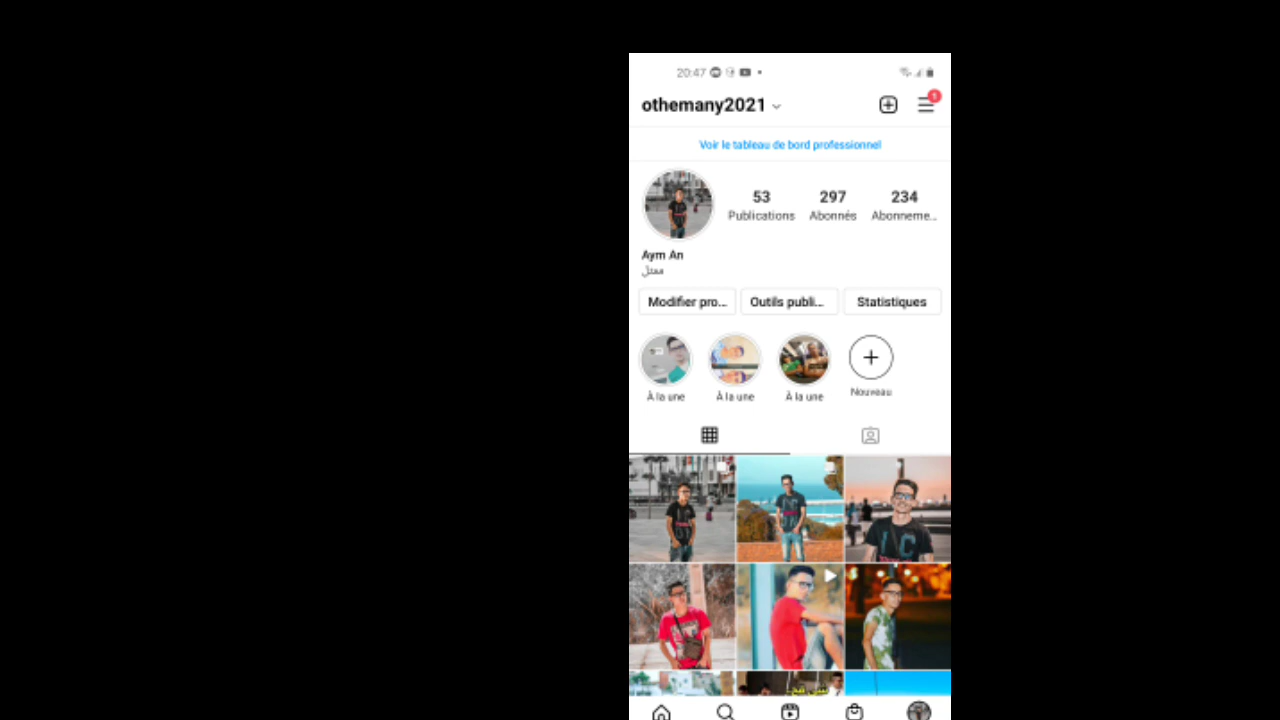 20:47
othemany2021
1
Voir le tableau de bord professionnel
53 297 234
Publications Abonnés Abonneme...
Aym An
ممثل
Modifier pro... Outils publi... Statistiques
À la une À la une À la une Nouveau